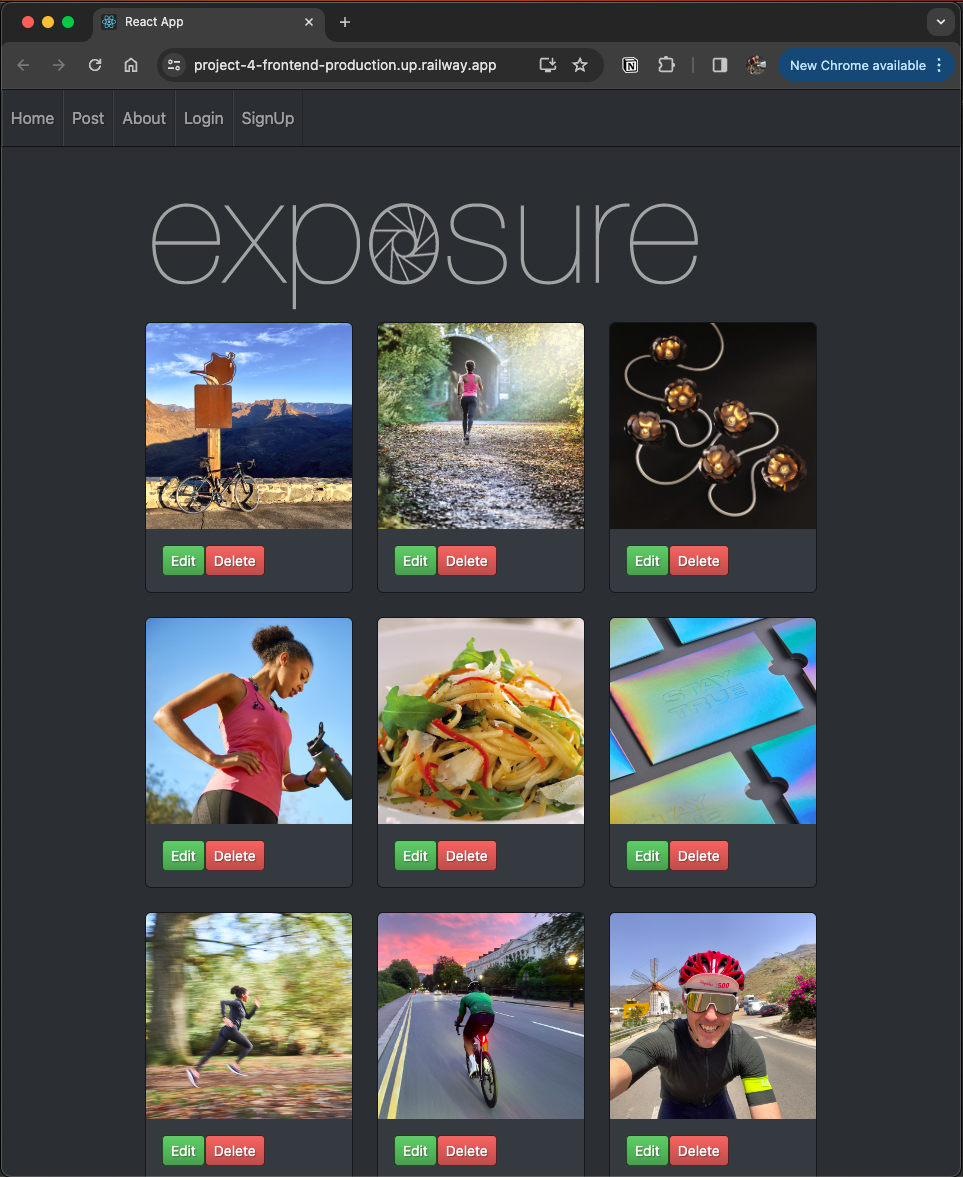 React App
project-4-frontend-production.up.railway.app
New Chrome available
Home Post About Login SignUp
exposure
Edit Delete Edit Delete Edit Delete
STAY
TRUE
STAY
Edit Delete Edit Delete Edit Delete
500
Edit Delete Edit Delete Edit Delete